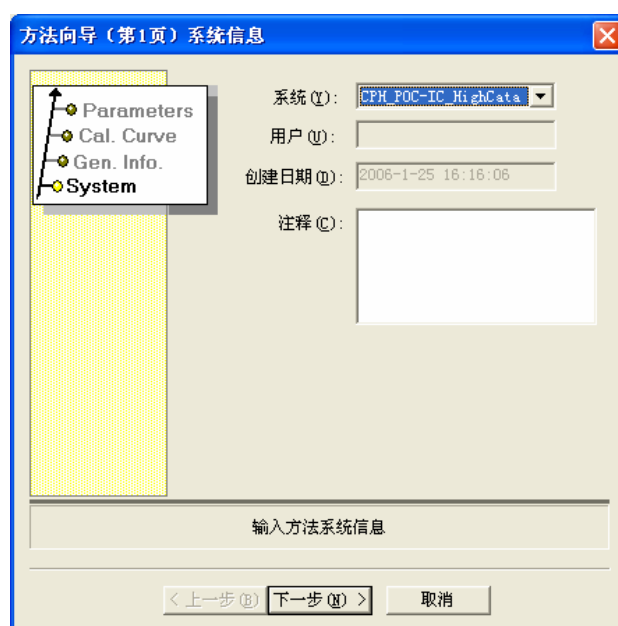 方法向导（第1页）系统信息
Parameters
Cal. Curve
Gen. Info.
System
系统(Y): CPH_POC-IC_HighCata
用户(U):
创建日期(D): 2006-1-25 16:16:06
注释(C):
输入方法系统信息
< 上一步(B) 下一步(N) > 取消